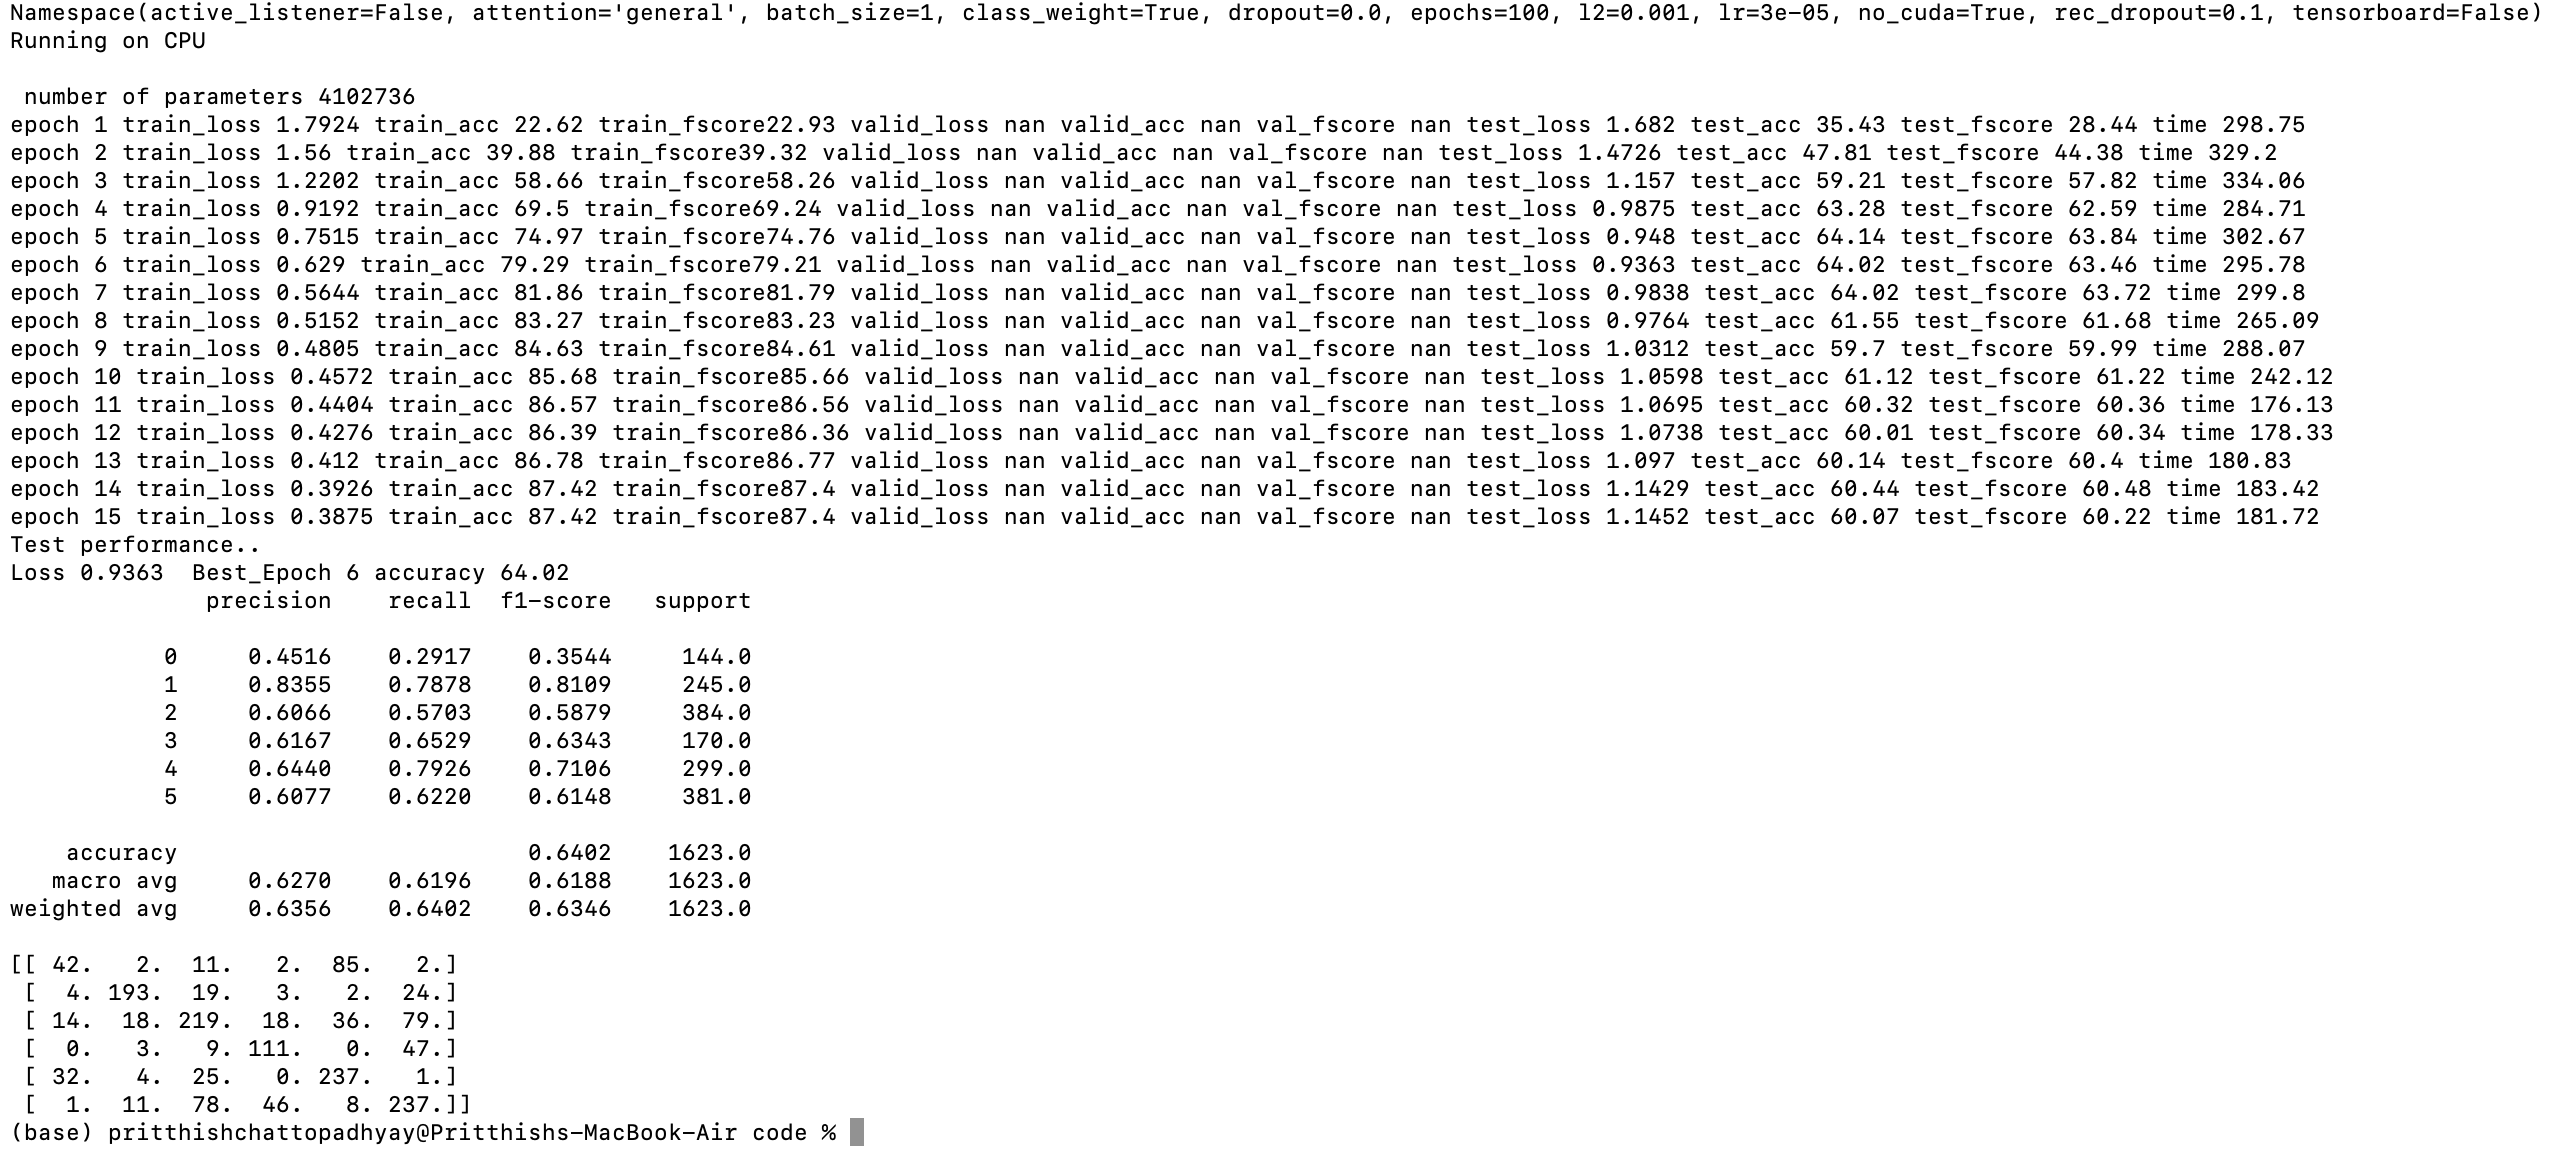 Namespace(active_listener=False, attention='general', batch_size=1, class_weight=True, dropout=0.0, epochs=100, l2=0.001, lr=3e-05, no_cuda=True, rec_dropout=0.1, tensorboard=False)
Running on CPU
number of parameters 4102736
epoch 1 train_loss 1.7924 train_acc 22.62 train_fscore22.93 valid_loss nan valid_acc nan val_fscore nan test_loss 1.682 test_acc 35.43 test_fscore 28.44 time 298.75
epoch 2 train_loss 1.56 train_acc 39.88 train_fscore39.32 valid_loss nan valid_acc nan val_fscore nan test_loss 1.4726 test_acc 47.81 test_fscore 44.38 time 329.2
epoch 3 train_loss 1.2202 train_acc 58.66 train_fscore58.26 valid_loss nan valid_acc nan val_fscore nan test_loss 1.157 test_acc 59.21 test_fscore 57.82 time 334.06
epoch 4 train_loss 0.9192 train_acc 69.5 train_fscore69.24 valid_loss nan valid_acc nan val_fscore nan test_loss 0.9875 test_acc 63.28 test_fscore 62.59 time 284.71
epoch 5 train_loss 0.7515 train_acc 74.97 train_fscore74.76 valid_loss nan valid_acc nan val_fscore nan test_loss 0.948 test_acc 64.14 test_fscore 63.84 time 302.67
epoch 6 train_loss 0.629 train_acc 79.29 train_fscore79.21 valid_loss nan valid_acc nan val_fscore nan test_loss 0.9363 test_acc 64.02 test_fscore 63.46 time 295.78
epoch 7 train_loss 0.5644 train_acc 81.86 train_fscore81.79 valid_loss nan valid_acc nan val_fscore nan test_loss 0.9838 test_acc 64.02 test_fscore 63.72 time 299.8
epoch 8 train_loss 0.5152 train_acc 83.27 train_fscore83.23 valid_loss nan valid_acc nan val_fscore nan test_loss 0.9764 test_acc 61.55 test_fscore 61.68 time 265.09
epoch 9 train_loss 0.4805 train_acc 84.63 train_fscore84.61 valid_loss nan valid_acc nan val_fscore nan test_loss 1.0312 test_acc 59.7 test_fscore 59.99 time 288.07
epoch 10 train_loss 0.4572 train_acc 85.68 train_fscore85.66 valid_loss nan valid_acc nan val_fscore nan test_loss 1.0598 test_acc 61.12 test_fscore 61.22 time 242.12
epoch 11 train_loss 0.4404 train_acc 86.57 train_fscore86.56 valid_loss nan valid_acc nan val_fscore nan test_loss 1.0695 test_acc 60.32 test_fscore 60.36 time 176.13
epoch 12 train_loss 0.4276 train_acc 86.39 train_fscore86.36 valid_loss nan valid_acc nan val_fscore nan test_loss 1.0738 test_acc 60.01 test_fscore 60.34 time 178.33
epoch 13 train_loss 0.412 train_acc 86.78 train_fscore86.77 valid_loss nan valid_acc nan val_fscore nan test_loss 1.097 test_acc 60.14 test_fscore 60.4 time 180.83
epoch 14 train_loss 0.3926 train_acc 87.42 train_fscore87.4 valid_loss nan valid_acc nan val_fscore nan test_loss 1.1429 test_acc 60.44 test_fscore 60.48 time 183.42
epoch 15 train_loss 0.3875 train_acc 87.42 train_fscore87.4 valid_loss nan valid_acc nan val_fscore nan test_loss 1.1452 test_acc 60.07 test_fscore 60.22 time 181.72
Test performance..
Loss 0.9363  Best_Epoch 6 accuracy 64.02
precision recall f1-score support
0 0.4516 0.2917 0.3544 144.0
1 0.8355 0.7878 0.8109 245.0
2 0.6066 0.5703 0.5879 384.0
3 0.6167 0.6529 0.6343 170.0
4 0.6440 0.7926 0.7106 299.0
5 0.6077 0.6220 0.6148 381.0
accuracy 0.6402 1623.0
macro avg 0.6270 0.6196 0.6188 1623.0
weighted avg 0.6356 0.6402 0.6346 1623.0
[[ 42.   2.  11.   2.  85.   2.]
[  4. 193.  19.   3.   2.  24.]
[ 14.  18. 219.  18.  36.  79.]
[  0.   3.   9. 111.   0.  47.]
[ 32.   4.  25.   0. 237.   1.]
[  1.  11.  78.  46.   8. 237.]]
(base) pritthishchattopadhyay@Pritthishs-MacBook-Air code %